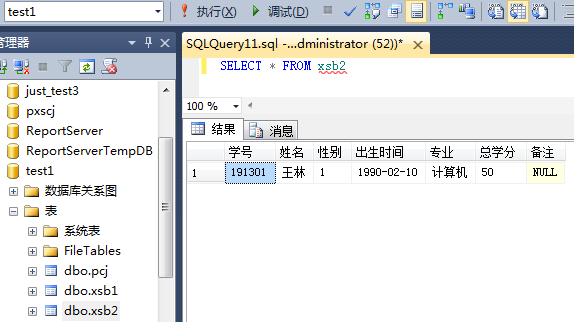 test1 执行(X) 调试(D)
管理器
SQLQuery11.sql -...dministrator (52))*
SELECT * FROM xsb2
just_test3
pxscj
ReportServer
ReportServerTempDB
test1
数据库关系图
表
系统表
FileTables
dbo.pcj
dbo.xsb1
dbo.xsb2
100 %
结果 消息
学号 姓名 性别 出生时间 专业 总学分 备注
1 191301 王林 1 1990-02-10 计算机 50 NULL